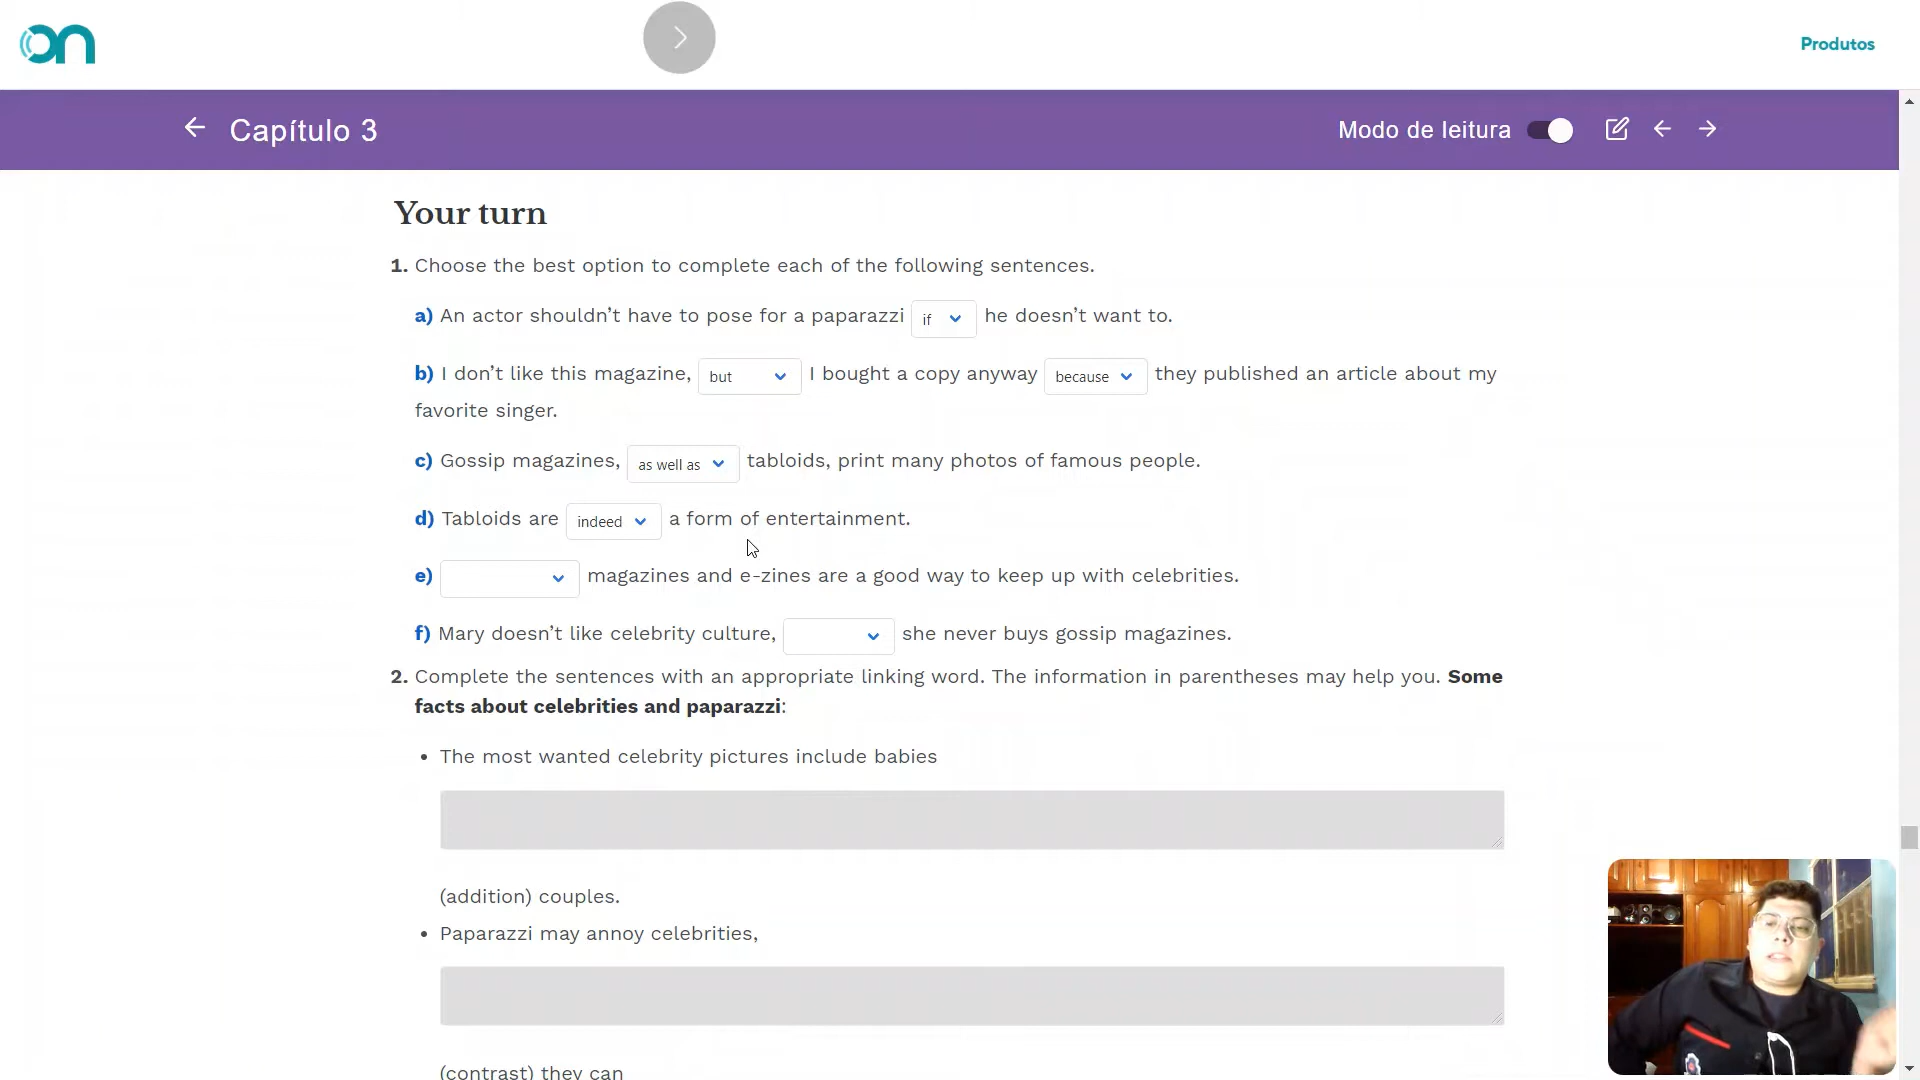 on
Produtos
Capítulo 3
Modo de leitura
Your turn
1. Choose the best option to complete each of the following sentences.
a) An actor shouldn’t have to pose for a paparazzi if he doesn’t want to.
b) I don’t like this magazine, but I bought a copy anyway because they published an article about my
favorite singer.
c) Gossip magazines, as well as tabloids, print many photos of famous people.
d) Tabloids are indeed a form of entertainment.
e) magazines and e-zines are a good way to keep up with celebrities.
f) Mary doesn’t like celebrity culture, she never buys gossip magazines.
2. Complete the sentences with an appropriate linking word. The information in parentheses may help you. Some
facts about celebrities and paparazzi:
• The most wanted celebrity pictures include babies
(addition) couples.
• Paparazzi may annoy celebrities,
(contrast) they can